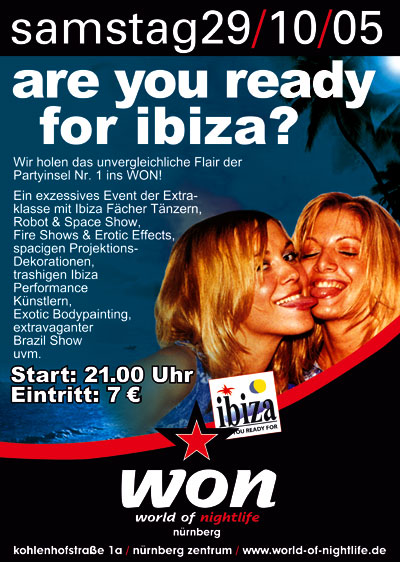 samstag29/10/05
are you ready
for ibiza?
Wir holen das unvergleichliche Flair der
Partyinsel Nr. 1 ins WON!
Ein exzessives Event der Extra-
klasse mit Ibiza Fächer Tänzern,
Robot & Space Show,
Fire Shows & Erotic Effects,
spacigen Projektions-
Dekorationen,
trashigen Ibiza
Performance
Künstlern,
Exotic Bodypainting,
extravaganter
Brazil Show
uvm.
Start: 21.00 Uhr
Eintritt: 7 €
ibiza
YOU READY FOR
won
world of nightlife
nürnberg
kohlenhofstraße 1a / nürnberg zentrum / www.world-of-nightlife.de